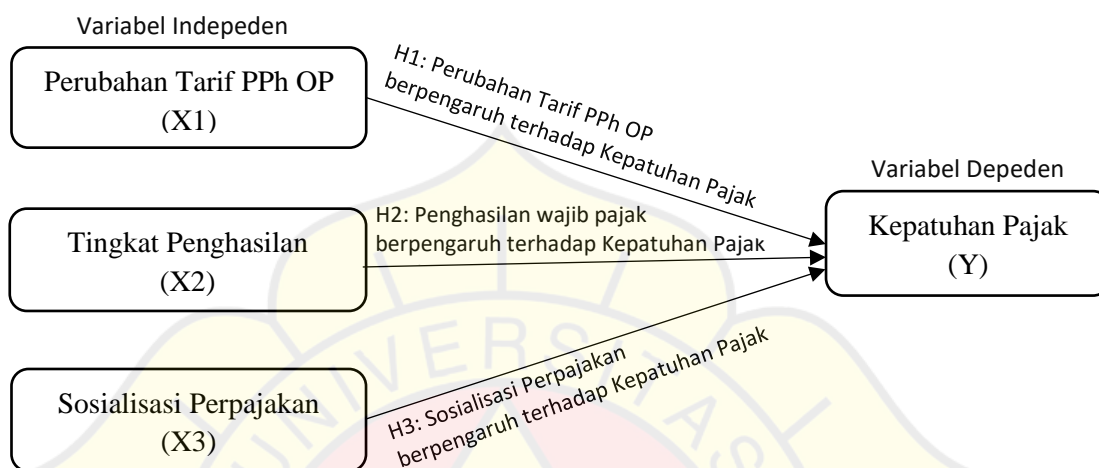 Variabel Indepeden
Perubahan Tarif PPh OP
(X1)
H1: Perubahan Tarif PPh OP
berpengaruh terhadap Kepatuhan Pajak
Variabel Depeden
Kepatuhan Pajak
(Y)
Tingkat Penghasilan
(X2)
H2: Penghasilan wajib pajak
berpengaruh terhadap Kepatuhan Pajak
Sosialisasi Perpajakan
(X3)
H3: Sosialisasi Perpajakan
berpengaruh terhadap Kepatuhan Pajak
UNIVERSITAS